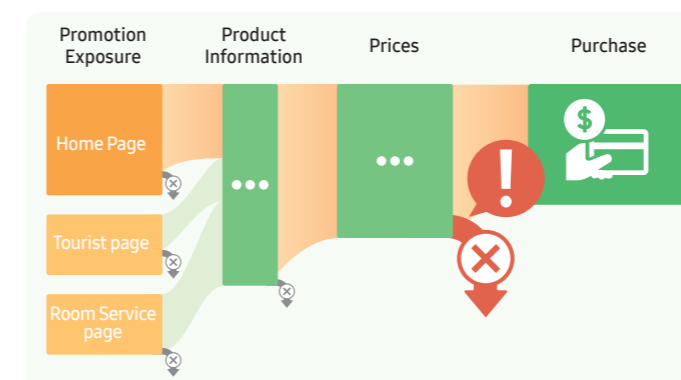 Promotion
Exposure
Product
Information
Prices
Purchase
Home Page
Tourist page
Room Service
page
$
!